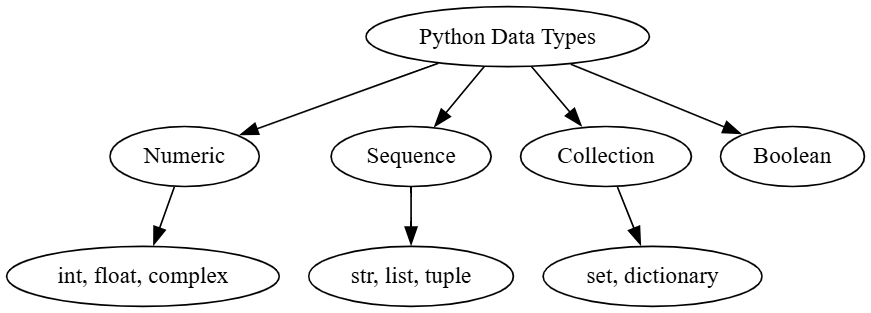 Python Data Types
Numeric
Sequence
Collection
Boolean
int, float, complex
str, list, tuple
set, dictionary